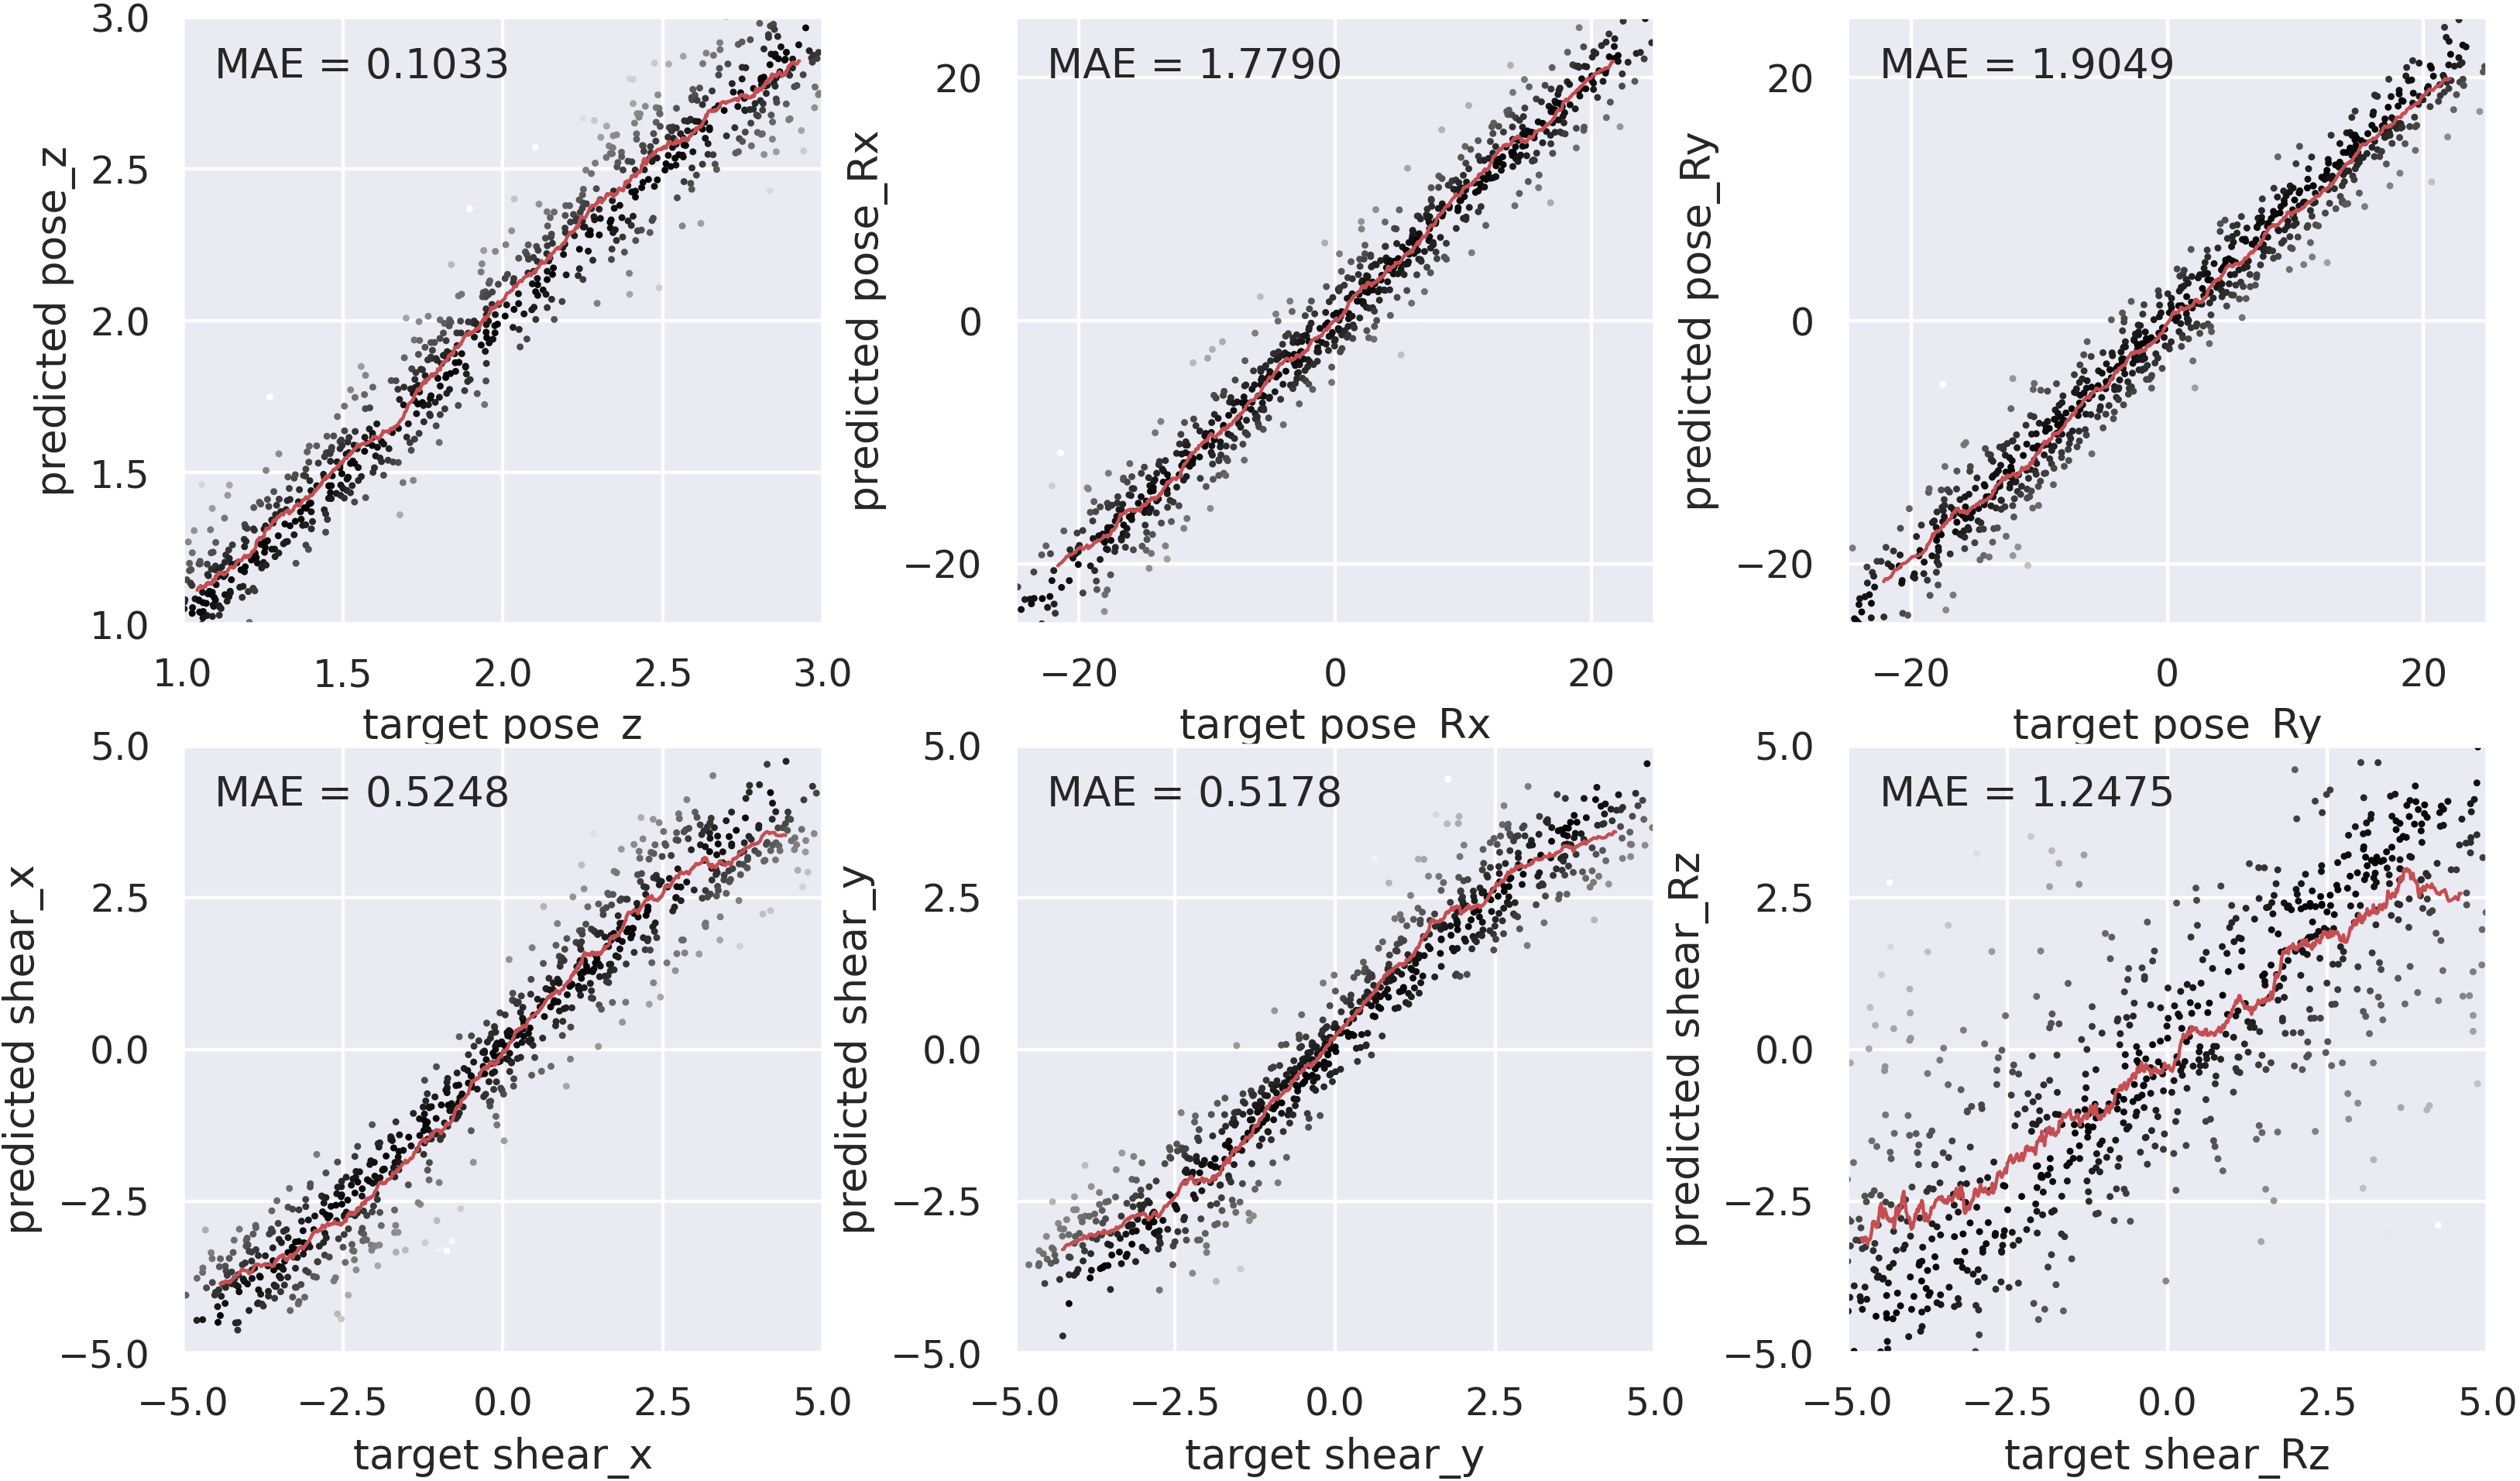 MAE = 0.1033
predicted pose_z
3.0
2.5
2.0
1.5
1.0
1.0 1.5 2.0 2.5 3.0
target pose_z
MAE = 1.7790
predicted pose_Rx
20
0
−20
−20 0 20
target pose_Rx
MAE = 1.9049
predicted pose_Ry
20
0
−20
−20 0 20
target pose_Ry
MAE = 0.5248
predicted shear_x
5.0
2.5
0.0
−2.5
−5.0
−5.0 −2.5 0.0 2.5 5.0
target shear_x
MAE = 0.5178
predicted shear_y
5.0
2.5
0.0
−2.5
−5.0
−5.0 −2.5 0.0 2.5 5.0
target shear_y
MAE = 1.2475
predicted shear_Rz
5.0
2.5
0.0
−2.5
−5.0
−5.0 −2.5 0.0 2.5 5.0
target shear_Rz